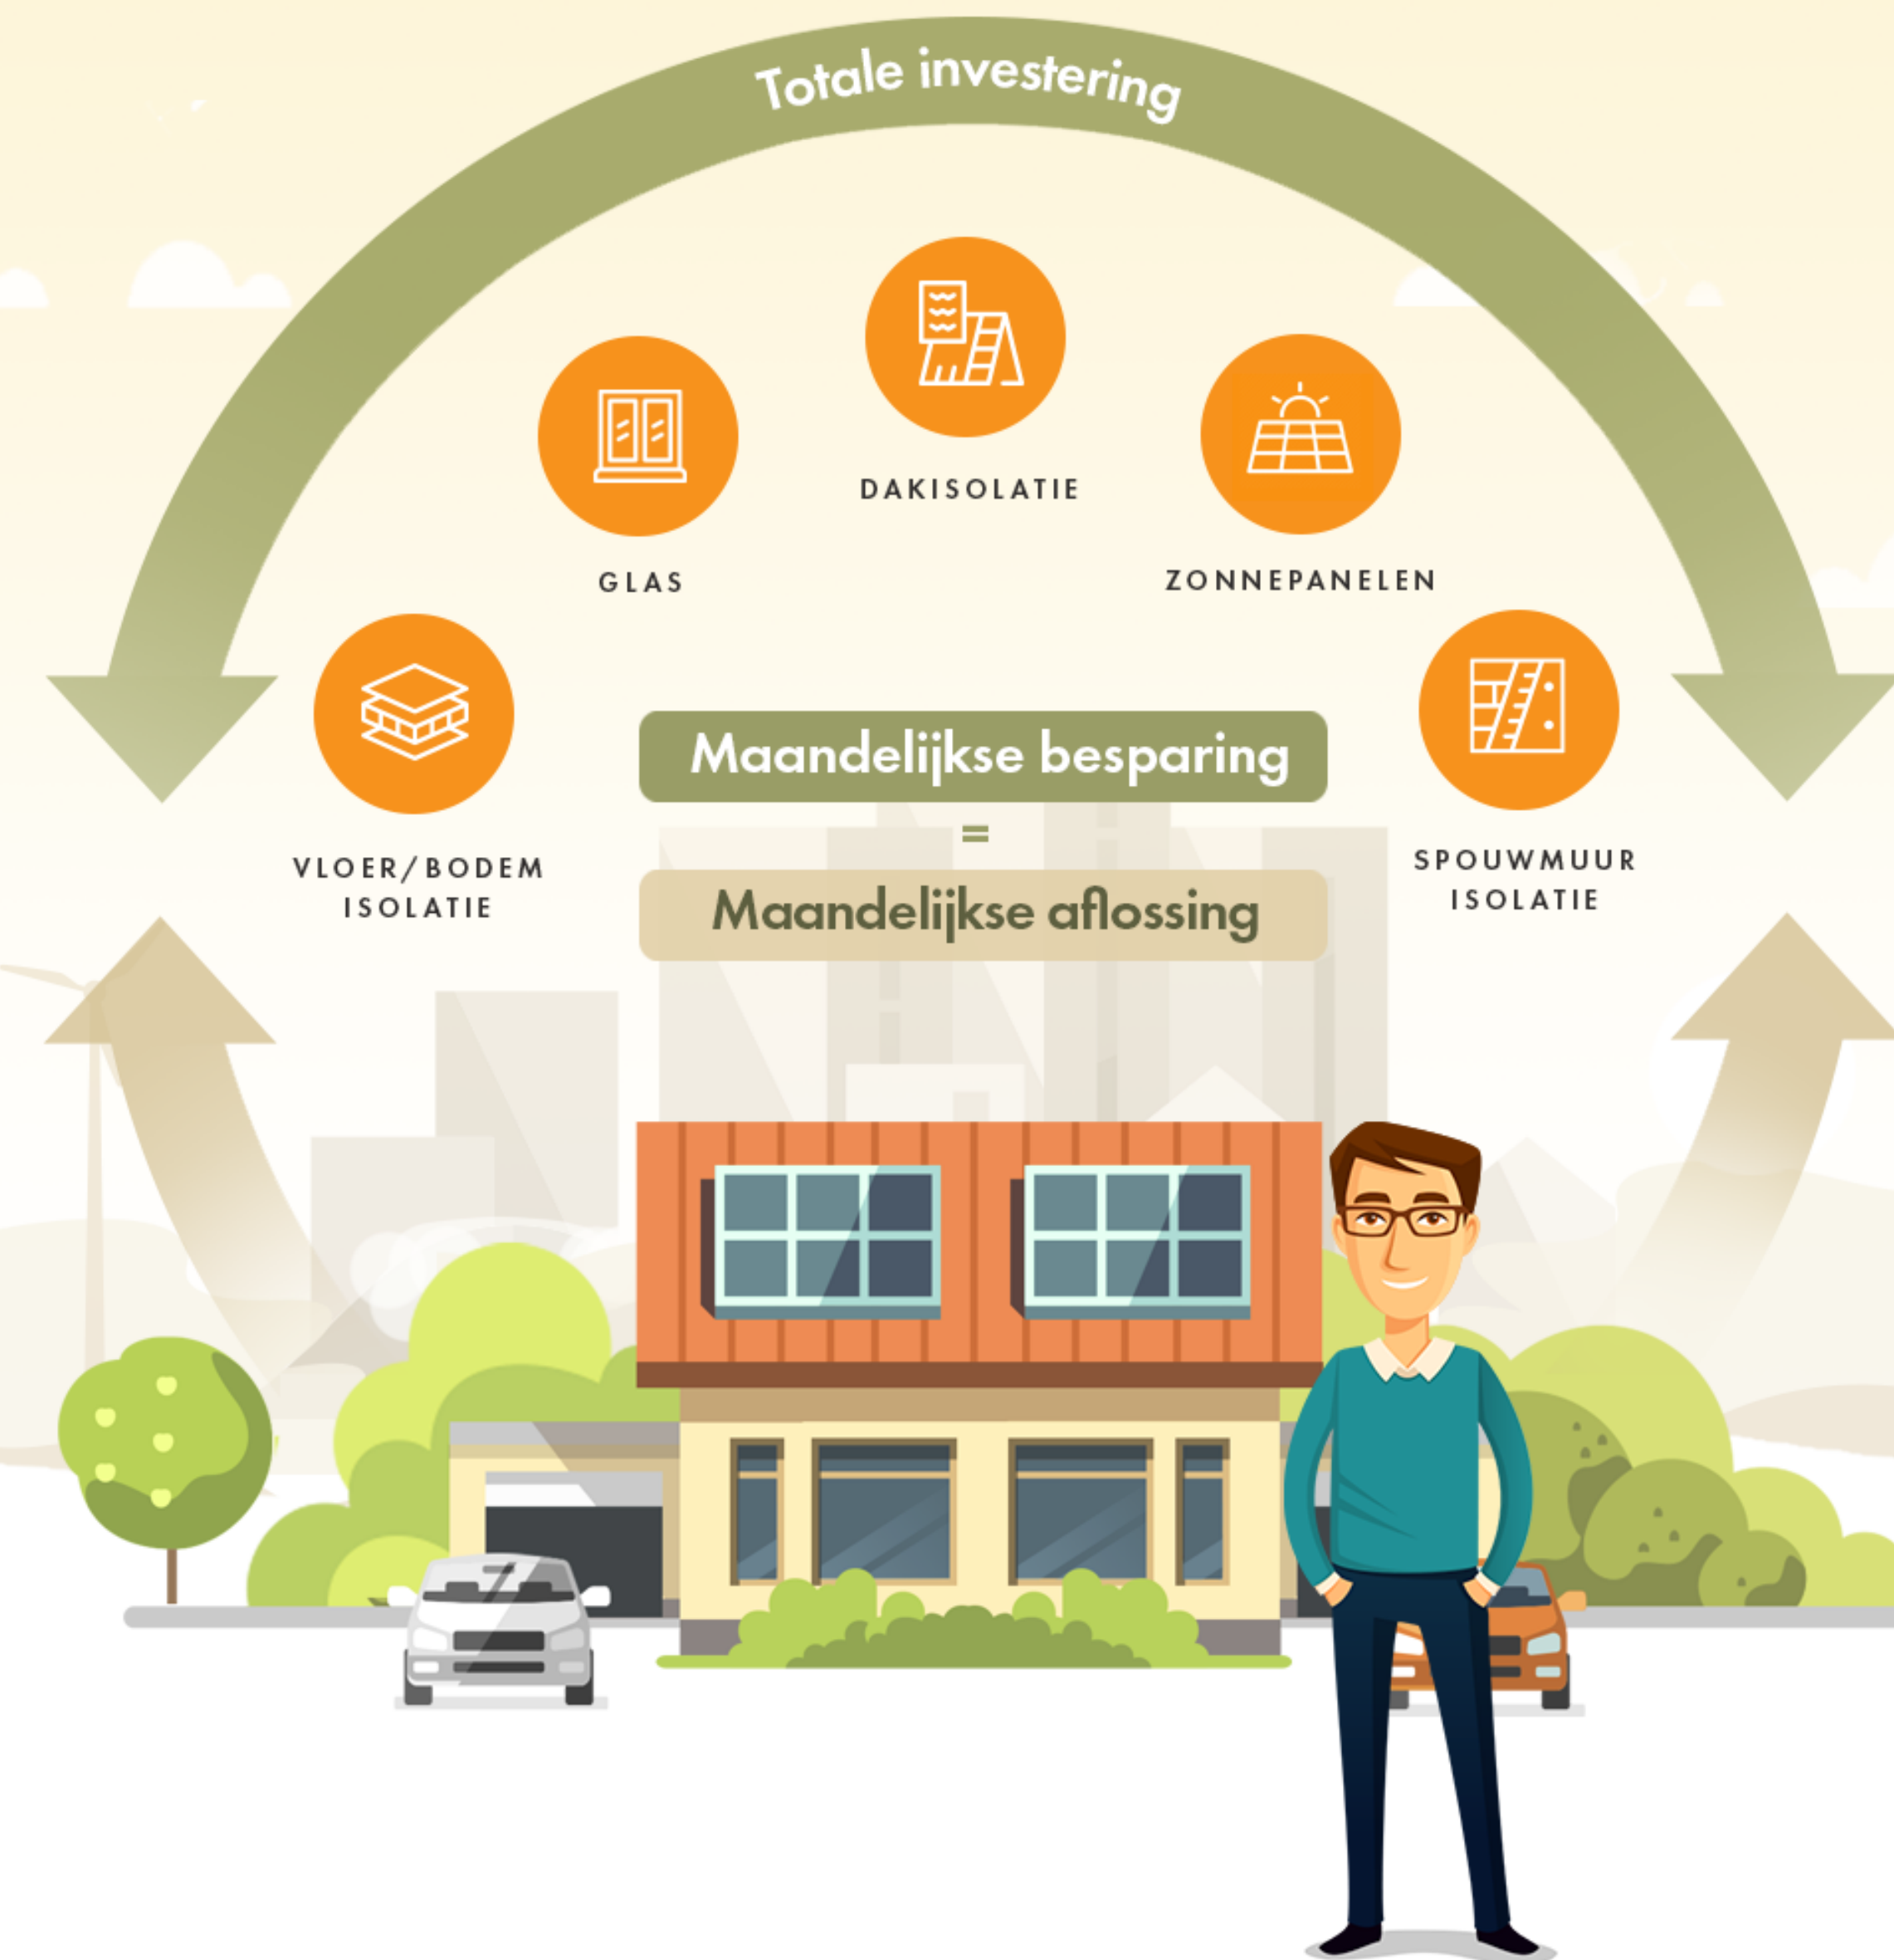 Totale investering
DAKISOLATIE
GLAS
ZONNEPANELEN
Maandelijkse besparing
=
Maandelijkse aflossing
VLOER/BODEM
ISOLATIE
SPOUWMUUR
ISOLATIE